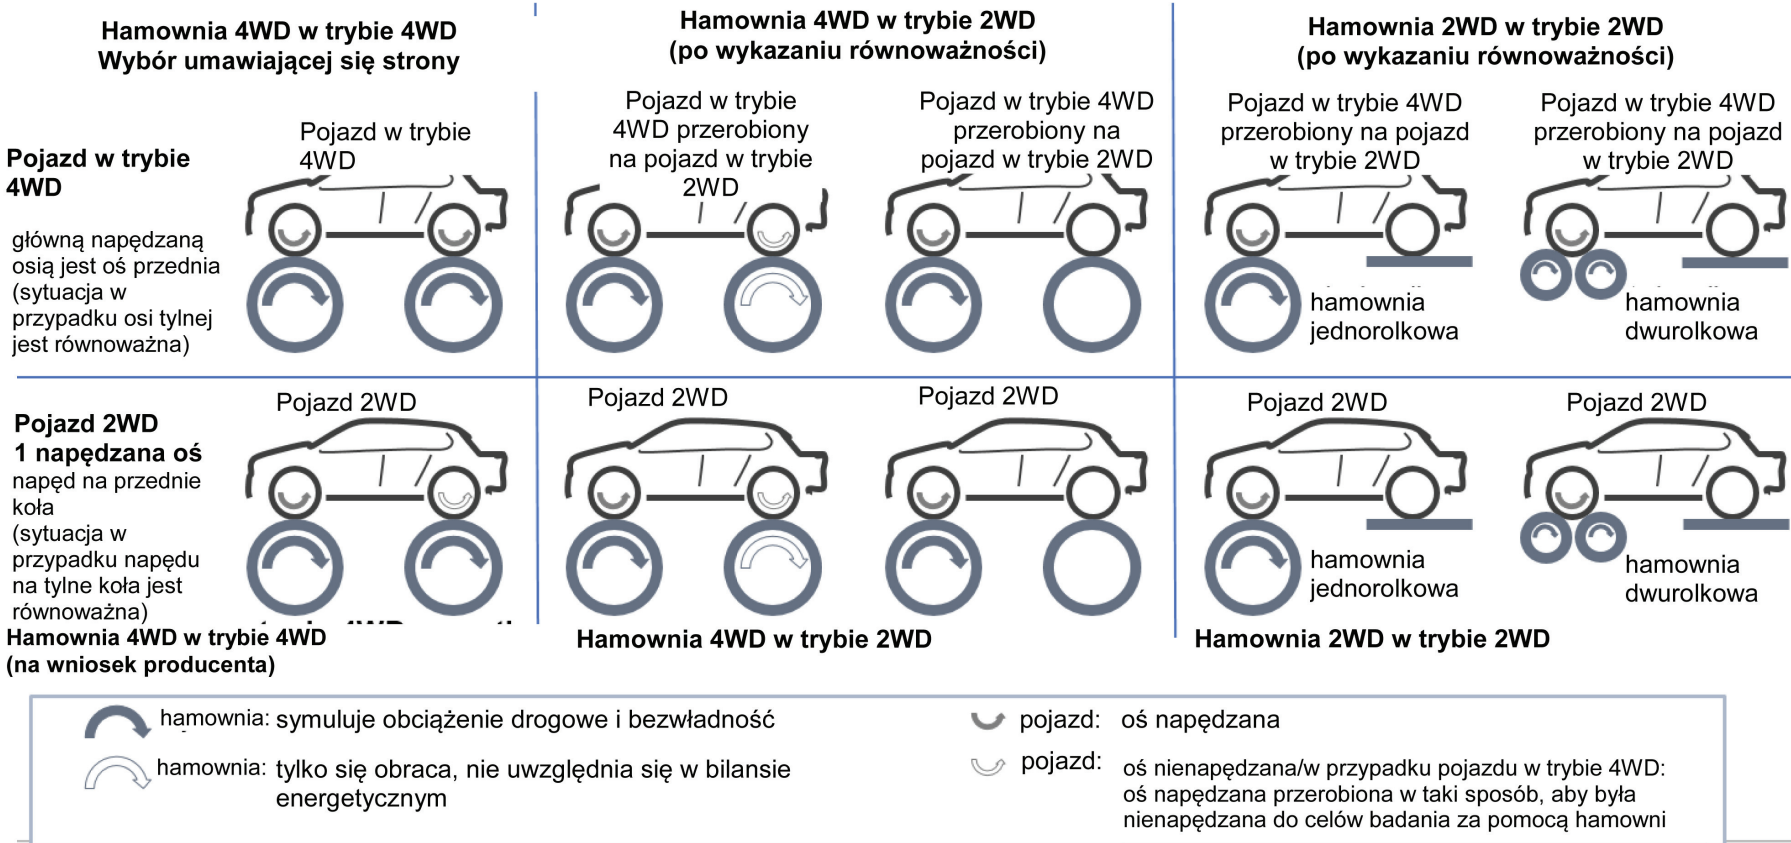 Hamownia 4WD w trybie 4WD
Wybór umawiającej się strony
Hamownia 4WD w trybie 2WD
(po wykazaniu równoważności)
Hamownia 2WD w trybie 2WD
(po wykazaniu równoważności)
Pojazd w trybie
4WD
główną napędzaną
osią jest oś przednia
(sytuacja w
przypadku osi tylnej
jest równoważna)
Pojazd w trybie
4WD
Pojazd w trybie
4WD przerobiony
na pojazd w trybie
2WD
Pojazd w trybie 4WD
przerobiony na
pojazd w trybie 2WD
Pojazd w trybie 4WD
przerobiony na pojazd
w trybie 2WD
hamownia
jednorolkowa
Pojazd w trybie 4WD
przerobiony na pojazd
w trybie 2WD
hamownia
dwurolkowa
Pojazd 2WD
1 napędzana oś
napęd na przednie
koła
(sytuacja w
przypadku napędu
na tylne koła jest
równoważna)
Pojazd 2WD
Pojazd 2WD
Pojazd 2WD
Pojazd 2WD
hamownia
jednorolkowa
Pojazd 2WD
hamownia
dwurolkowa
Hamownia 4WD w trybie 4WD
(na wniosek producenta)
Hamownia 4WD w trybie 2WD
Hamownia 2WD w trybie 2WD
hamownia: symuluje obciążenie drogowe i bezwładność
hamownia: tylko się obraca, nie uwzględnia się w bilansie
energetycznym
pojazd: oś napędzana
pojazd: oś nienapędzana/w przypadku pojazdu w trybie 4WD:
oś napędzana przerobiona w taki sposób, aby była
nienapędzana do celów badania za pomocą hamowni